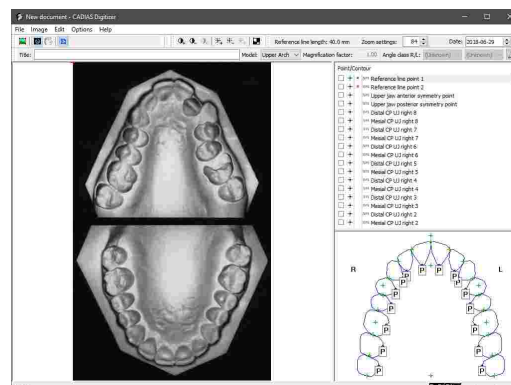 New document - CADIAS Digitizer
File Image Edit Options Help
Reference line length: 40.0 mm Zoom settings: 84 Date: 2018-06-29
Title: Model: Upper Arch Magnification factor: 1.00 Angle class R/L: (Unknown) (Unknown)
Point/Contour
Reference line point 1
Reference line point 2
Upper jaw anterior symmetry point
Upper jaw posterior symmetry point
Distal CP UJ right 8
Mesial CP UJ right 8
Distal CP UJ right 7
Mesial CP UJ right 7
Distal CP UJ right 6
Mesial CP UJ right 6
Distal CP UJ right 5
Mesial CP UJ right 5
Distal CP UJ right 4
Mesial CP UJ right 4
Distal CP UJ right 3
Mesial CP UJ right 3
Distal CP UJ right 2
Mesial CP UJ right 2
R L
P P P P
P P
P P
P P
P P
P P
P P